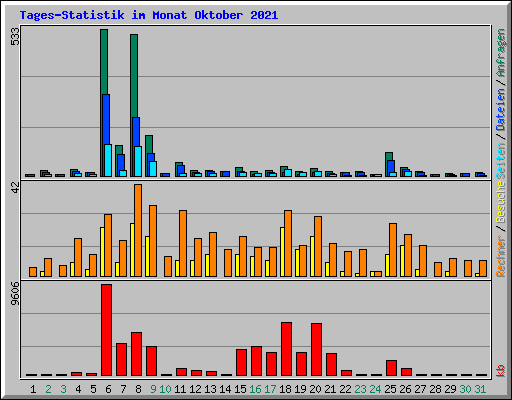 Tages-Statistik im Monat Oktober 2021
533
42
9606
Rechner / Besuche Seiten / Dateien / Anfragen
kb
1 2 3 4 5 6 7 8 9 10 11 12 13 14 15 16 17 18 19 20 21 22 23 24 25 26 27 28 29 30 31